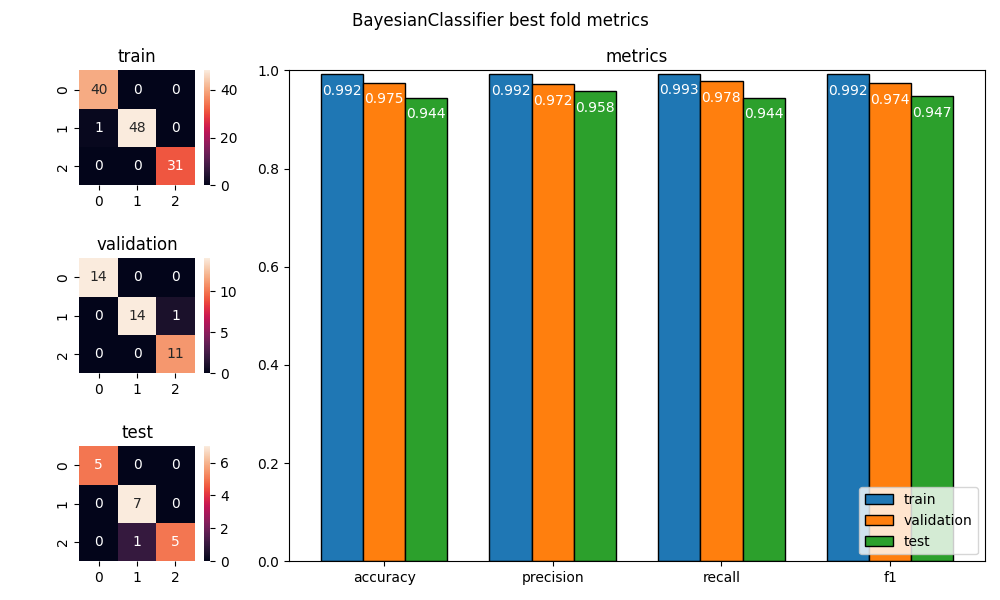 BayesianClassifier best fold metrics
train
0 40 0 0
1 1 48 0
2 0 0 31
0 1 2
40
20
0
validation
0 14 0 0
1 0 14 1
2 0 0 11
0 1 2
10
5
0
test
0 5 0 0
1 0 7 0
2 0 1 5
0 1 2
6
4
2
0
metrics
1.0
0.8
0.6
0.4
0.2
0.0
0.992 0.975 0.944
0.992 0.972 0.958
0.993 0.978 0.944
0.992 0.974 0.947
accuracy precision recall f1
train
validation
test